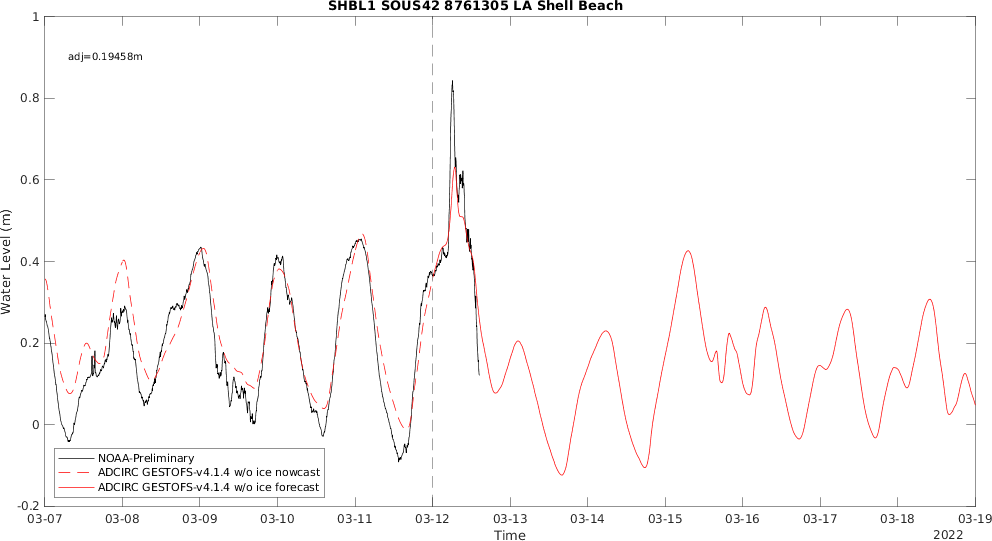 SHBL1 SOUS42 8761305 LA Shell Beach
adj=0.19458m
1
0.8
0.6
0.4
0.2
0
-0.2
Water Level (m)
NOAA-Preliminary
ADCIRC GESTOFS-v4.1.4 w/o ice nowcast
ADCIRC GESTOFS-v4.1.4 w/o ice forecast
03-07 03-08 03-09 03-10 03-11 03-12 03-13 03-14 03-15 03-16 03-17 03-18 03-19
Time
2022